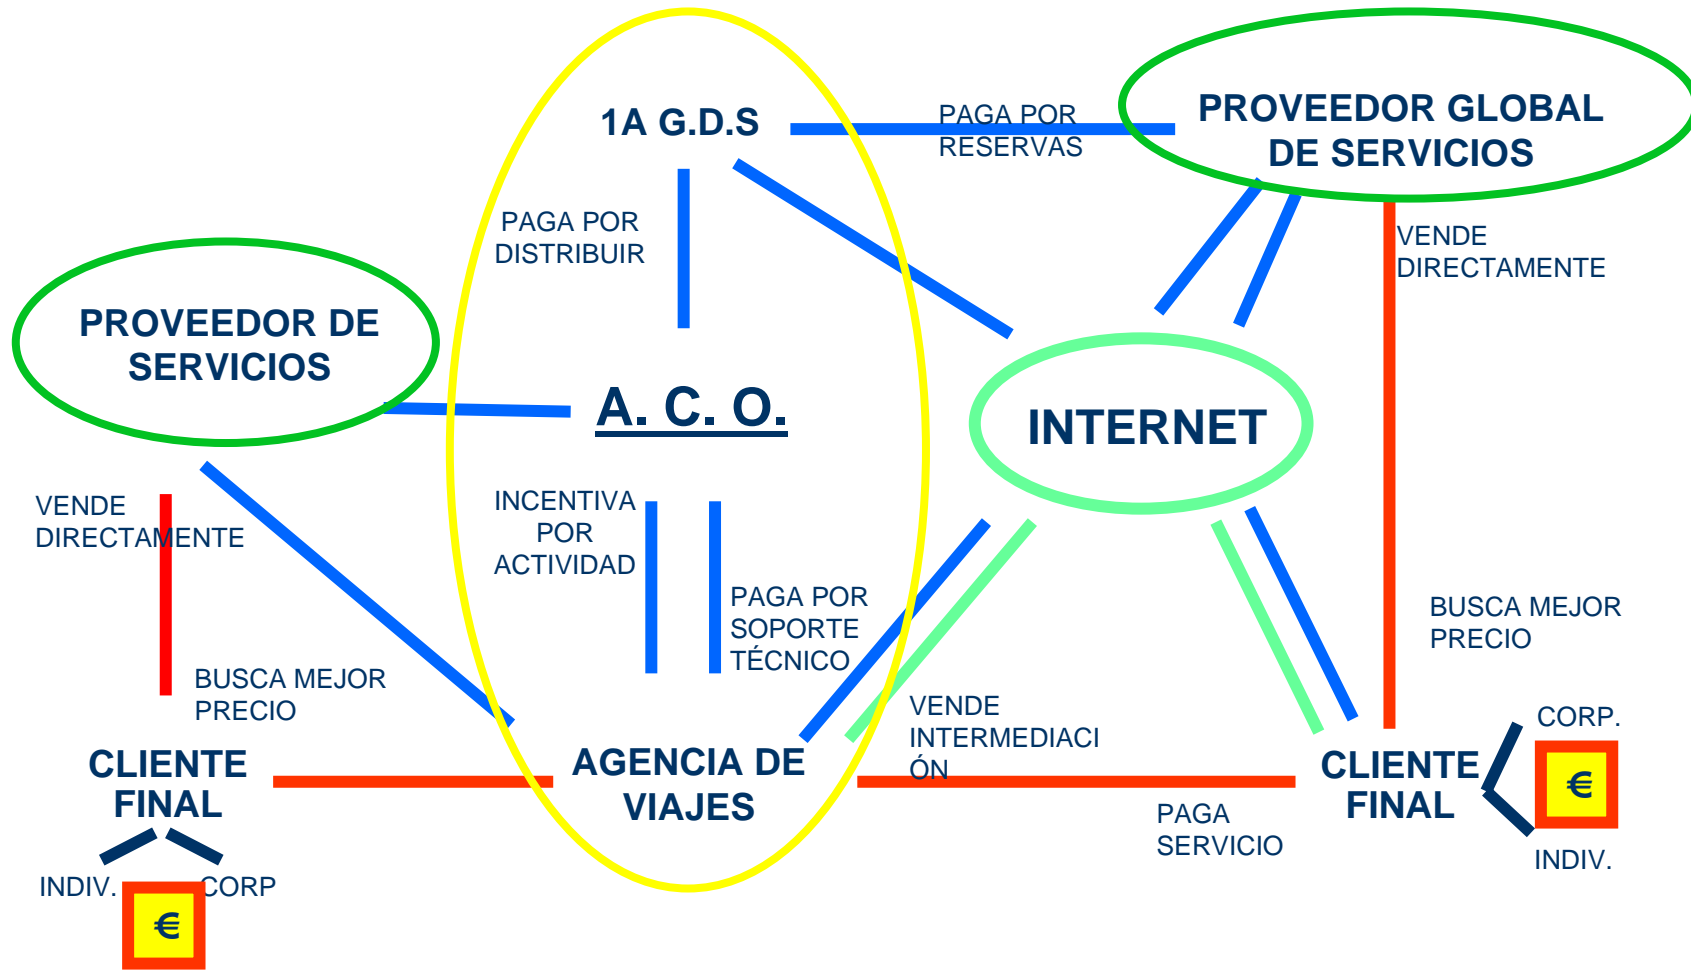 1A G.D.S
PAGA POR
RESERVAS
PROVEEDOR GLOBAL
DE SERVICIOS
PAGA POR
DISTRIBUIR
VENDE
DIRECTAMENTE
PROVEEDOR DE
SERVICIOS
A. C. O.
INTERNET
VENDE
DIRECTAMENTE
INCENTIVA
POR
ACTIVIDAD
PAGA POR
SOPORTE
TÉCNICO
BUSCA MEJOR
PRECIO
BUSCA MEJOR
PRECIO
VENDE
INTERMEDIACI
ÓN
CLIENTE
FINAL
AGENCIA DE
VIAJES
PAGA
SERVICIO
CLIENTE
FINAL
CORP.
€
INDIV.
INDIV.
CORP
€